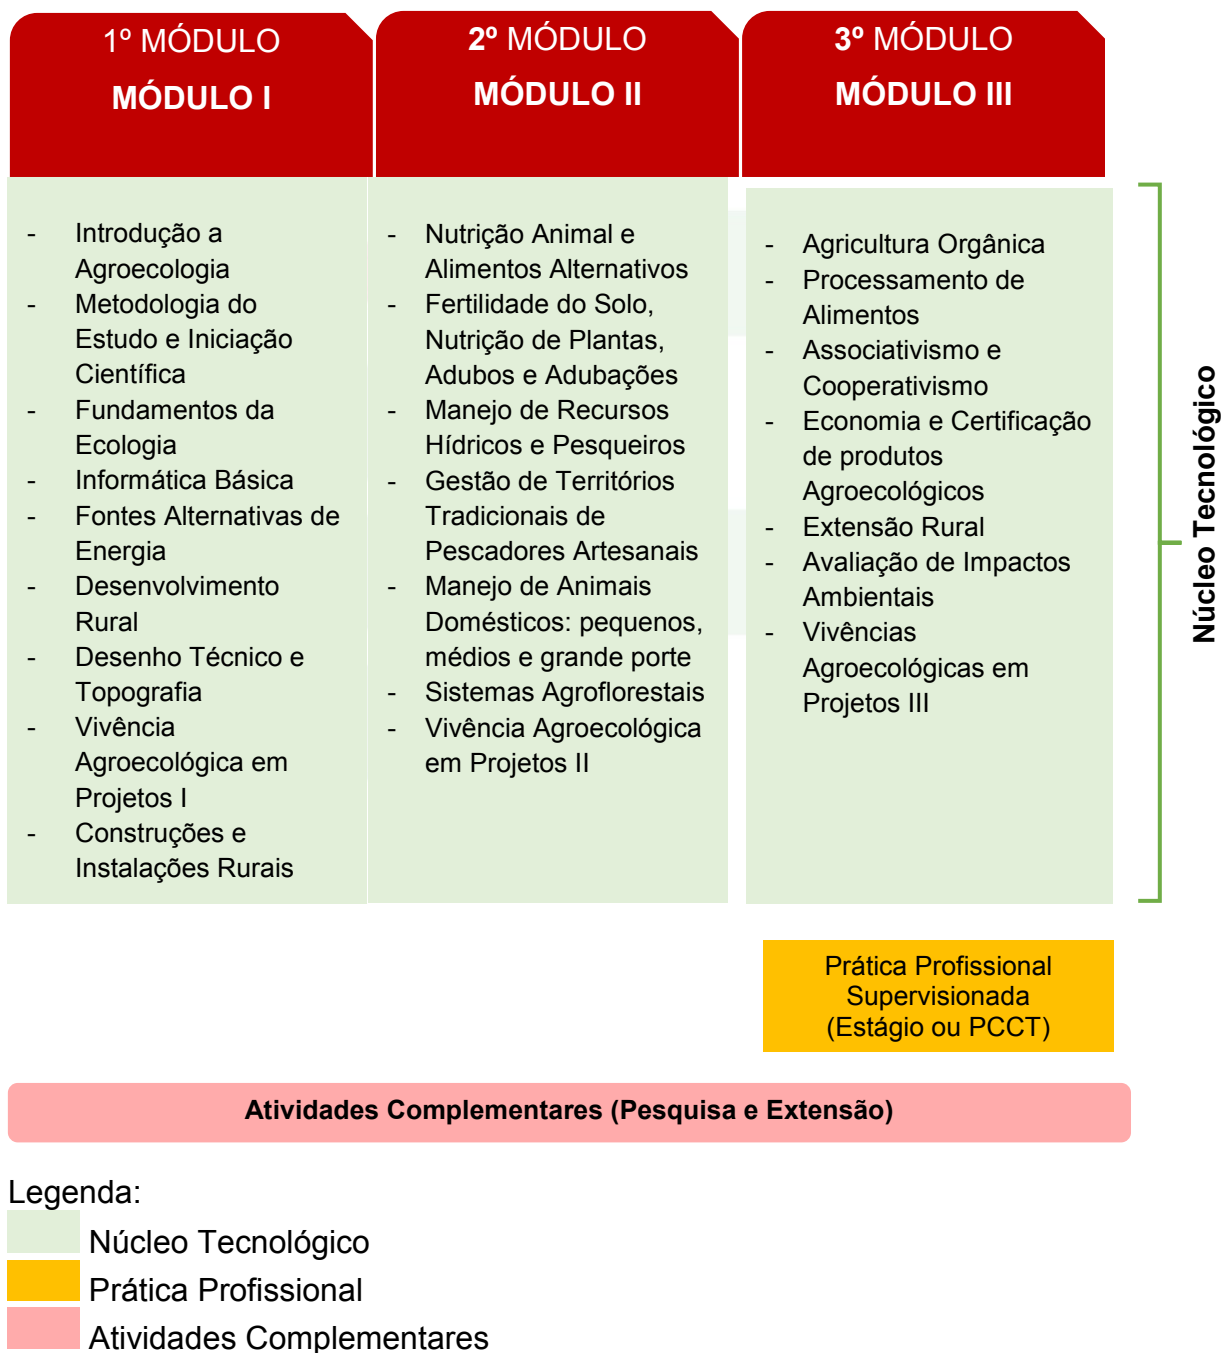 1º MÓDULO
MÓDULO I
2º MÓDULO
MÓDULO II
3º MÓDULO
MÓDULO III
- Introdução a
Agroecologia
- Metodologia do
Estudo e Iniciação
Científica
- Fundamentos da
Ecologia
- Informática Básica
- Fontes Alternativas de
Energia
- Desenvolvimento
Rural
- Desenho Técnico e
Topografia
- Vivência
Agroecológica em
Projetos I
- Construções e
Instalações Rurais
- Nutrição Animal e
Alimentos Alternativos
- Fertilidade do Solo,
Nutrição de Plantas,
Adubos e Adubações
- Manejo de Recursos
Hídricos e Pesqueiros
- Gestão de Territórios
Tradicionais de
Pescadores Artesanais
- Manejo de Animais
Domésticos: pequenos,
médios e grande porte
- Sistemas Agroflorestais
- Vivência Agroecológica
em Projetos II
- Agricultura Orgânica
- Processamento de
Alimentos
- Associativismo e
Cooperativismo
- Economia e Certificação
de produtos
Agroecológicos
- Extensão Rural
- Avaliação de Impactos
Ambientais
- Vivências
Agroecológicas em
Projetos III
Núcleo Tecnológico
Prática Profissional
Supervisionada
(Estágio ou PCCT)
Atividades Complementares (Pesquisa e Extensão)
Legenda:
Núcleo Tecnológico
Prática Profissional
Atividades Complementares